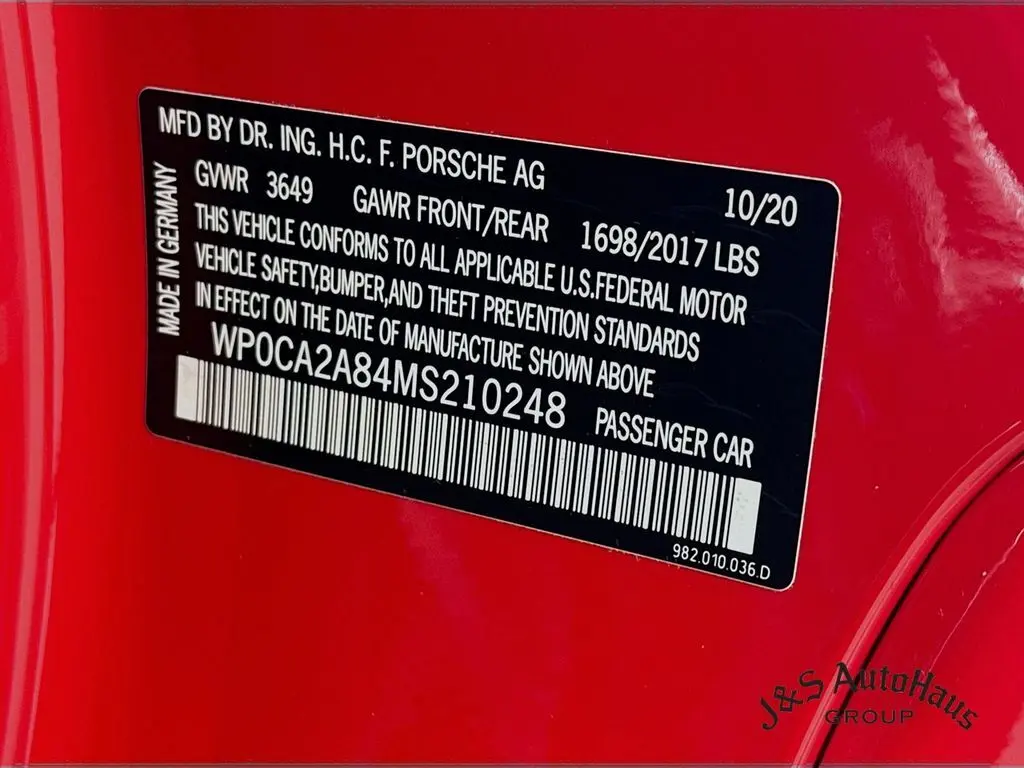 MFD BY DR. ING. H.C. F. PORSCHE AG
10/20
GVWR 3649 GAWR FRONT/REAR 1698/2017 LBS
THIS VEHICLE CONFORMS TO ALL APPLICABLE U.S.FEDERAL MOTOR
VEHICLE SAFETY,BUMPER,AND THEFT PREVENTION STANDARDS
IN EFFECT ON THE DATE OF MANUFACTURE SHOWN ABOVE
MADE IN GERMANY
WP0CA2A84MS210248 PASSENGER CAR
982.010.036.D
J&S AutoHaus
GROUP